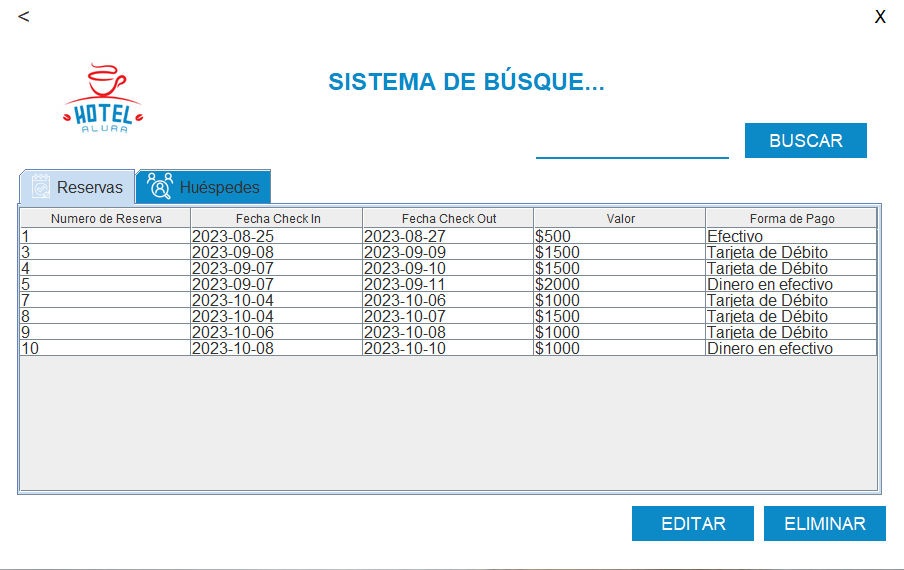 < X
HOTEL
ALURA
SISTEMA DE BÚSQUE...
BUSCAR
Reservas Huéspedes
Numero de Reserva Fecha Check In Fecha Check Out Valor Forma de Pago
1 2023-08-25 2023-08-27 $500 Efectivo
3 2023-09-08 2023-09-09 $1500 Tarjeta de Débito
4 2023-09-07 2023-09-10 $1500 Tarjeta de Débito
5 2023-09-07 2023-09-11 $2000 Dinero en efectivo
7 2023-10-04 2023-10-06 $1000 Tarjeta de Débito
8 2023-10-04 2023-10-07 $1500 Tarjeta de Débito
9 2023-10-06 2023-10-08 $1000 Tarjeta de Débito
10 2023-10-08 2023-10-10 $1000 Dinero en efectivo
EDITAR ELIMINAR